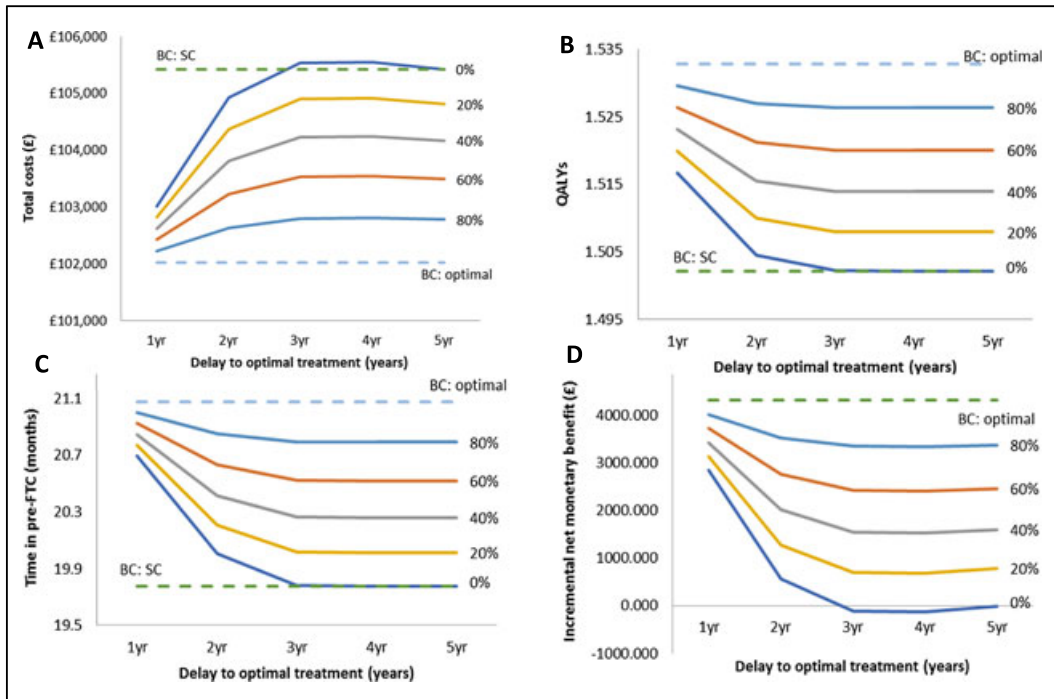 A
£106,000
£105,000
£104,000
£103,000
£102,000
£101,000
Total costs (£)
BC: SC
0%
20%
40%
60%
80%
BC: optimal
1yr 2yr 3yr 4yr 5yr
Delay to optimal treatment (years)
B
1.535
1.525
1.515
1.505
1.495
QALYs
BC: optimal
80%
60%
40%
20%
BC: SC
0%
1yr 2yr 3yr 4yr 5yr
Delay to optimal treatment (years)
C
21.1
20.7
20.3
19.9
19.5
Time in pre-FTC (months)
BC: optimal
80%
60%
40%
20%
BC: SC
0%
1yr 2yr 3yr 4yr 5yr
Delay to optimal treatment (years)
D
4000.000
3000.000
2000.000
1000.000
0.000
-1000.000
Incremental net monetary benefit (£)
BC: optimal
80%
60%
40%
20%
0%
1yr 2yr 3yr 4yr 5yr
Delay to optimal treatment (years)